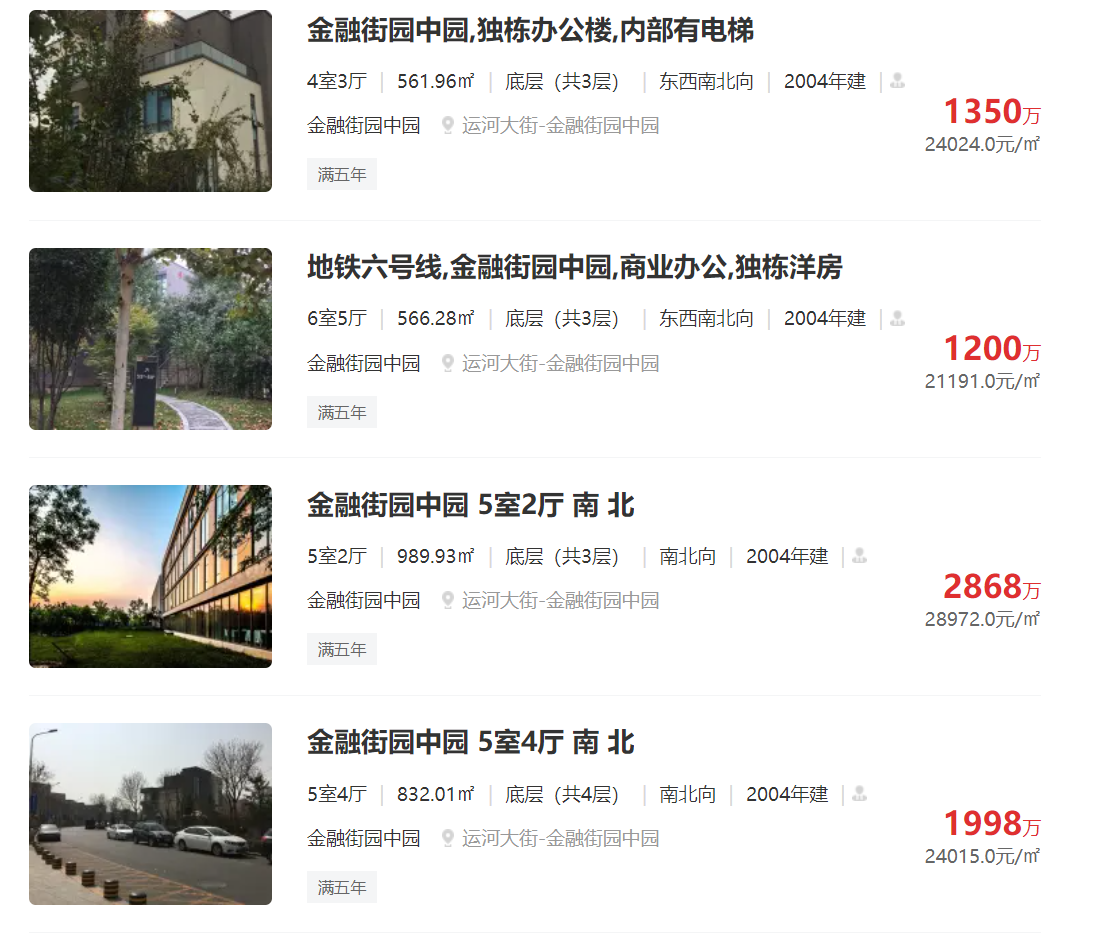 金融街园中园,独栋办公楼,内部有电梯
4室3厅 | 561.96㎡ | 底层（共3层） | 东西南北向 | 2004年建 |
1350万
金融街园中园 运河大街-金融街园中园
24024.0元/㎡
满五年
地铁六号线,金融街园中园,商业办公,独栋洋房
6室5厅 | 566.28㎡ | 底层（共3层） | 东西南北向 | 2004年建 |
1200万
金融街园中园 运河大街-金融街园中园
21191.0元/㎡
满五年
金融街园中园 5室2厅 南 北
5室2厅 | 989.93㎡ | 底层（共3层） | 南北向 | 2004年建 |
2868万
金融街园中园 运河大街-金融街园中园
28972.0元/㎡
满五年
金融街园中园 5室4厅 南 北
5室4厅 | 832.01㎡ | 底层（共4层） | 南北向 | 2004年建 |
1998万
金融街园中园 运河大街-金融街园中园
24015.0元/㎡
满五年